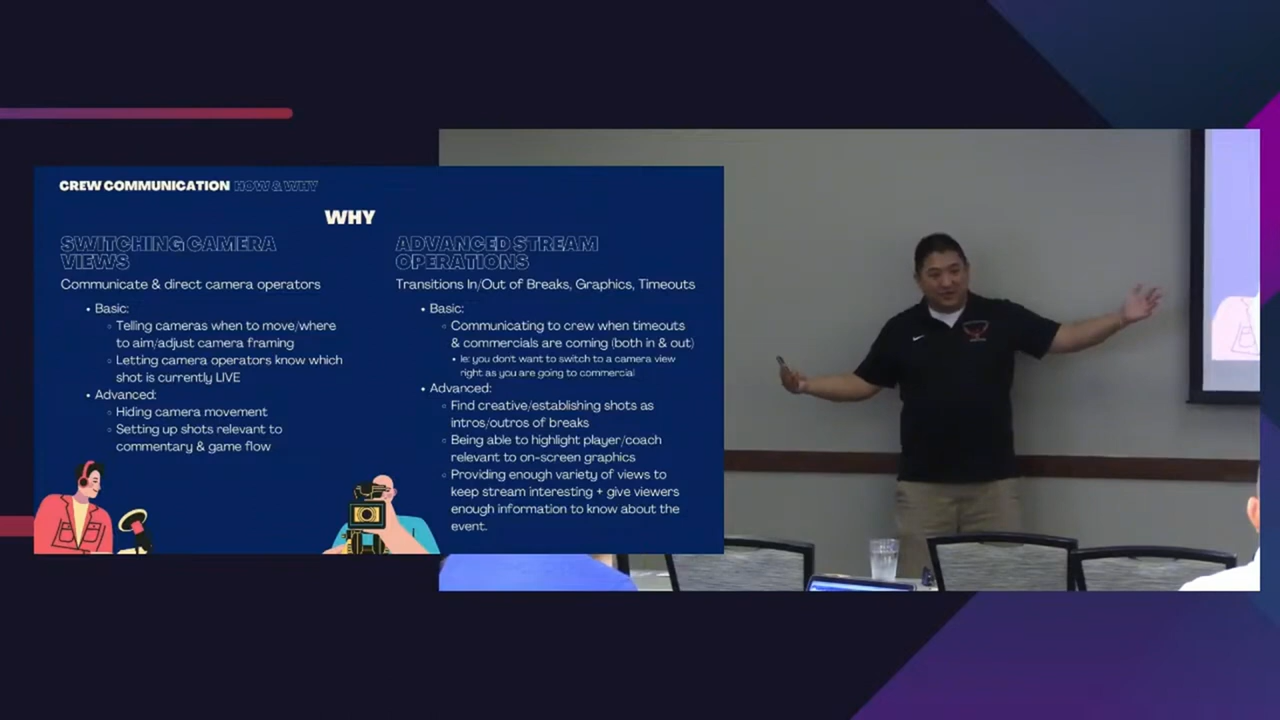 CREW COMMUNICATION HOW & WHY
WHY
SWITCHING CAMERA
VIEWS
Communicate & direct camera operators
• Basic:
◦ Telling cameras when to move/where
to aim/adjust camera framing
◦ Letting camera operators know which
shot is currently LIVE
• Advanced:
◦ Hiding camera movement
◦ Setting up shots relevant to
commentary & game flow
ADVANCED STREAM
OPERATIONS
Transitions In/Out of Breaks, Graphics, Timeouts
• Basic:
◦ Communicating to crew when timeouts
& commercials are coming (both in & out)
▪ Ie: you don't want to switch to a camera view
right as you are going to commercial
• Advanced:
◦ Find creative/establishing shots as
intros/outros of breaks
◦ Being able to highlight player/coach
relevant to on-screen graphics
◦ Providing enough variety of views to
keep stream interesting + give viewers
enough information to know about the
event.